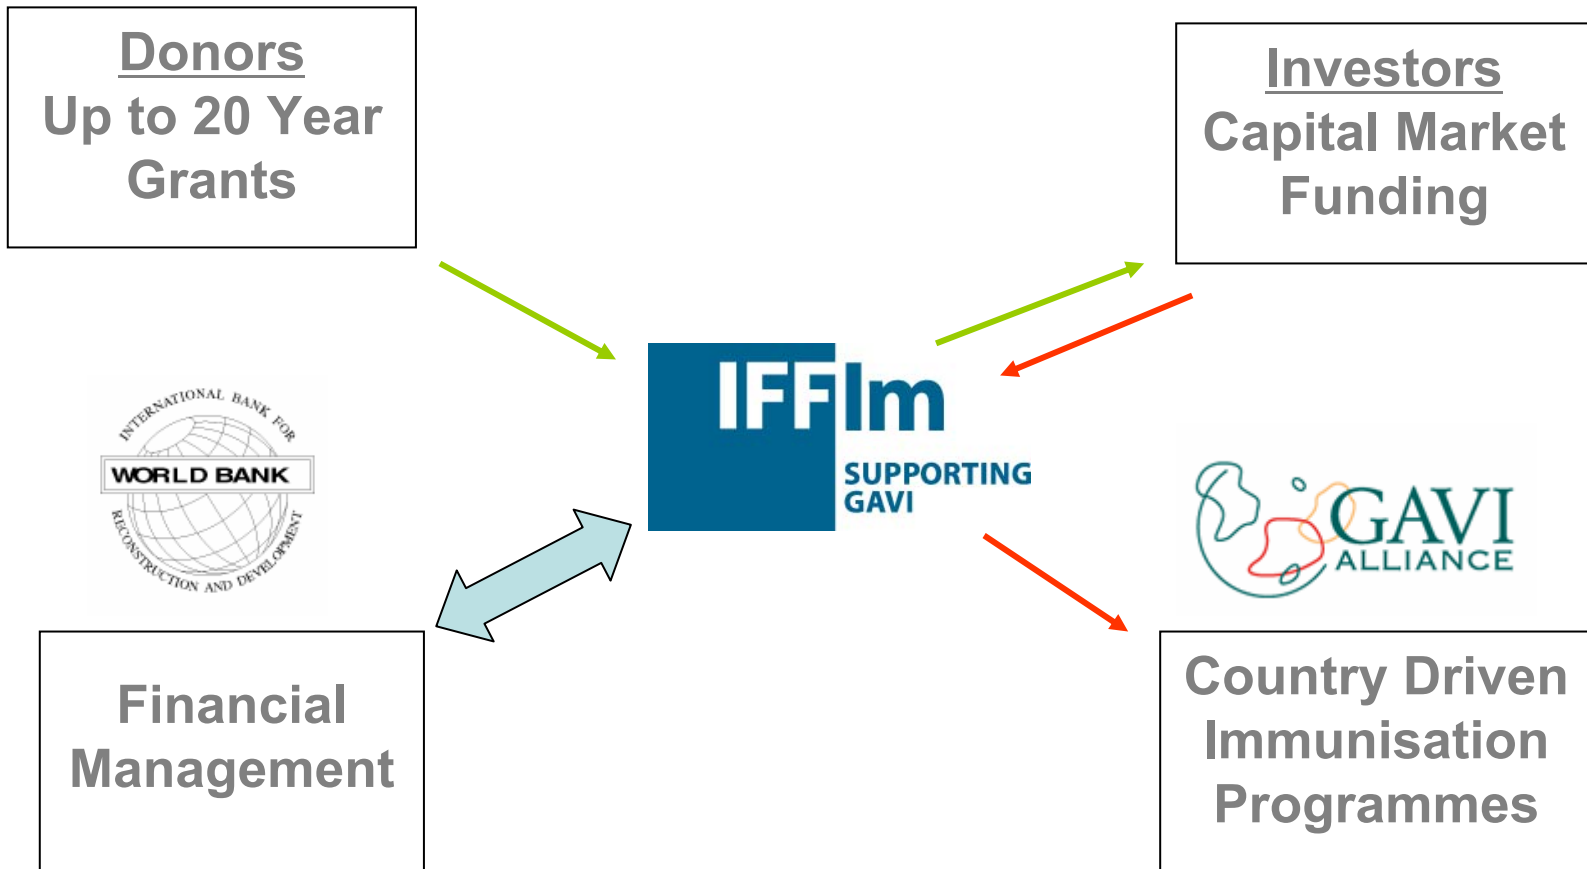 Donors
Up to 20 Year
Grants
Investors
Capital Market
Funding
IFFIm
SUPPORTING
GAVI
INTERNATIONAL BANK FOR
WORLD BANK
RECONSTRUCTION AND DEVELOPMENT
GAVI
ALLIANCE
Financial
Management
Country Driven
Immunisation
Programmes